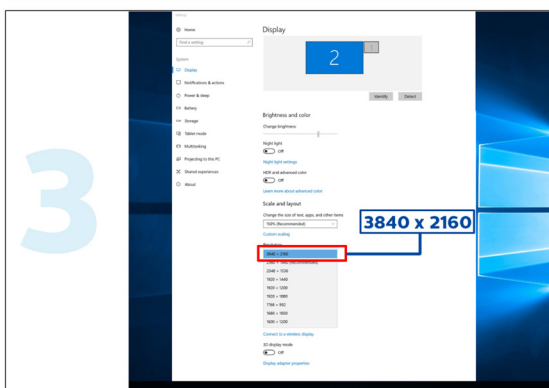 Settings
3
Home
Find a setting
System
Display
Notifications & actions
Power & sleep
Battery
Storage
Tablet mode
Multitasking
Projecting to this PC
Shared experiences
About
Display
2
1
Identify
Detect
Brightness and color
Change brightness
Night light
Off
Night light settings
HDR and advanced color
Off
Learn more about advanced color
Scale and layout
Change the size of text, apps, and other items
150% (Recommended)
Custom scaling
Resolution
3840 × 2160
3840 x 2160
2048 × 1536
1920 × 1440
1920 × 1200
1920 × 1080
1680 × 1050
1600 × 1200
Connect to a wireless display
3D display mode
Off
Display adapter properties